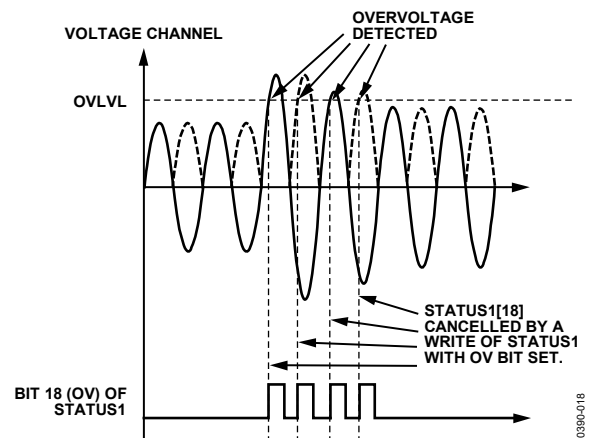 OVERVOLTAGE
DETECTED
VOLTAGE CHANNEL
OVLVL
STATUS1[18]
CANCELLED BY A
WRITE OF STATUS1
WITH OV BIT SET.
BIT 18 (OV) OF
STATUS1
0390-018